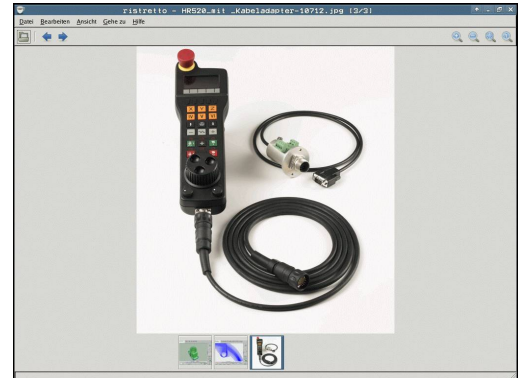 ristretto - HR520_mit _Kabeladapter-10712.jpg [3/3]
Datei Bearbeiten Ansicht Gehe zu Hilfe